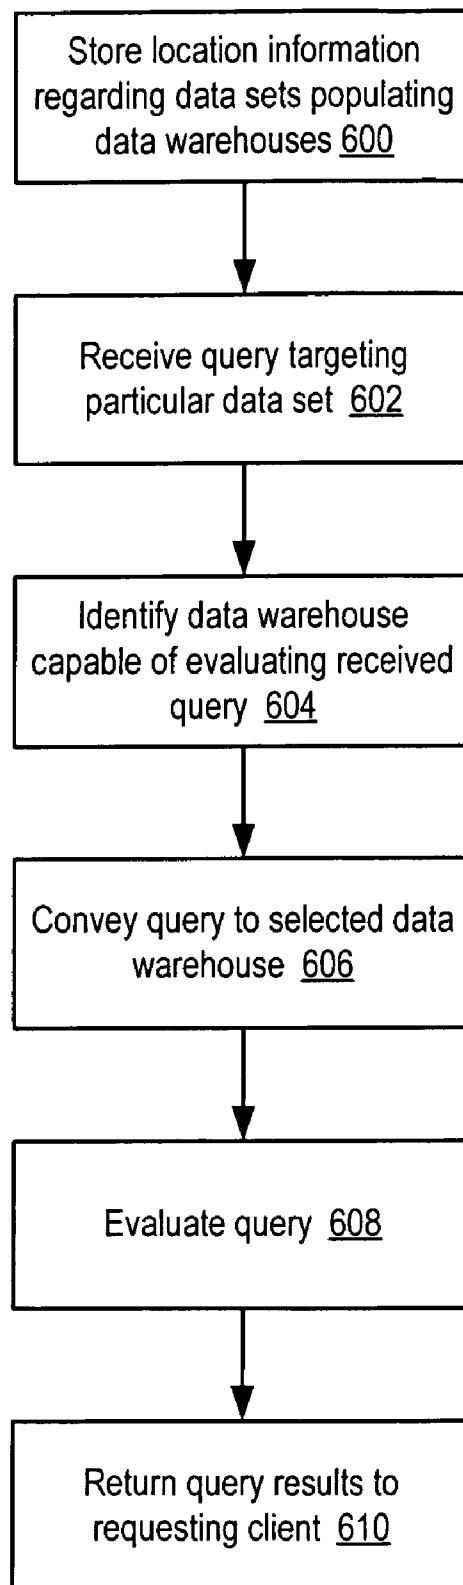 Store location information
regarding data sets populating
data warehouses 600
Receive query targeting
particular data set 602
Identify data warehouse
capable of evaluating received
query 604
Convey query to selected data
warehouse 606
Evaluate query 608
Return query results to
requesting client 610